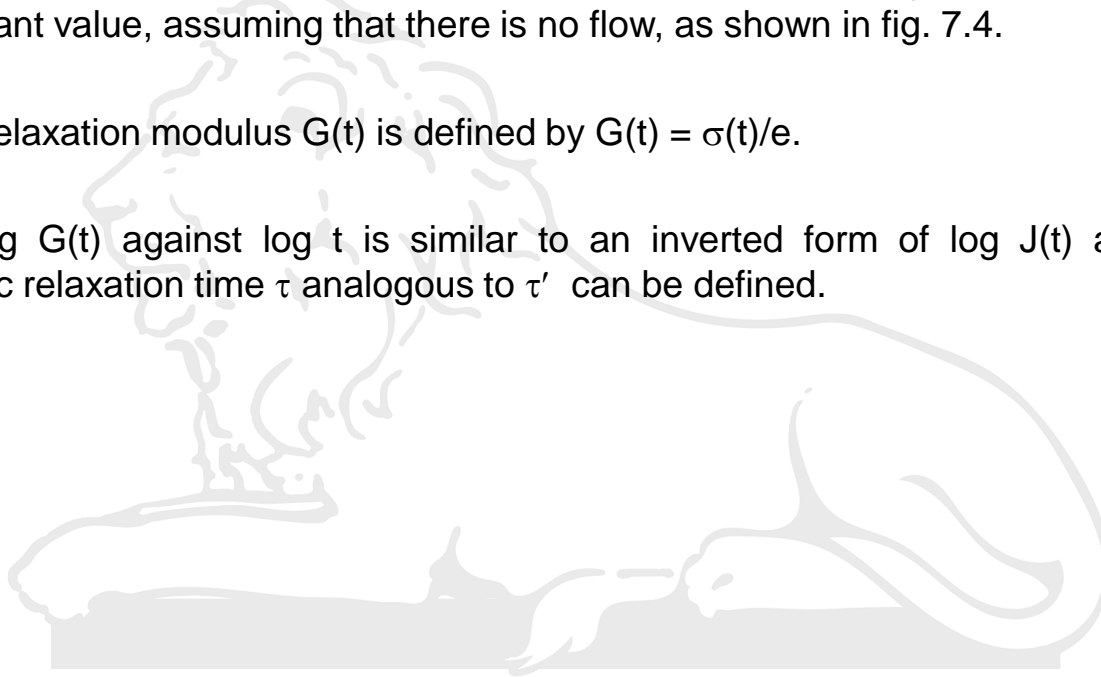 ant value, assuming that there is no flow, as shown in fig. 7.4.
elaxation modulus G(t) is defined by G(t) = σ(t)/e.
g G(t) against log t is similar to an inverted form of log J(t) a
c relaxation time τ analogous to τ′ can be defined.